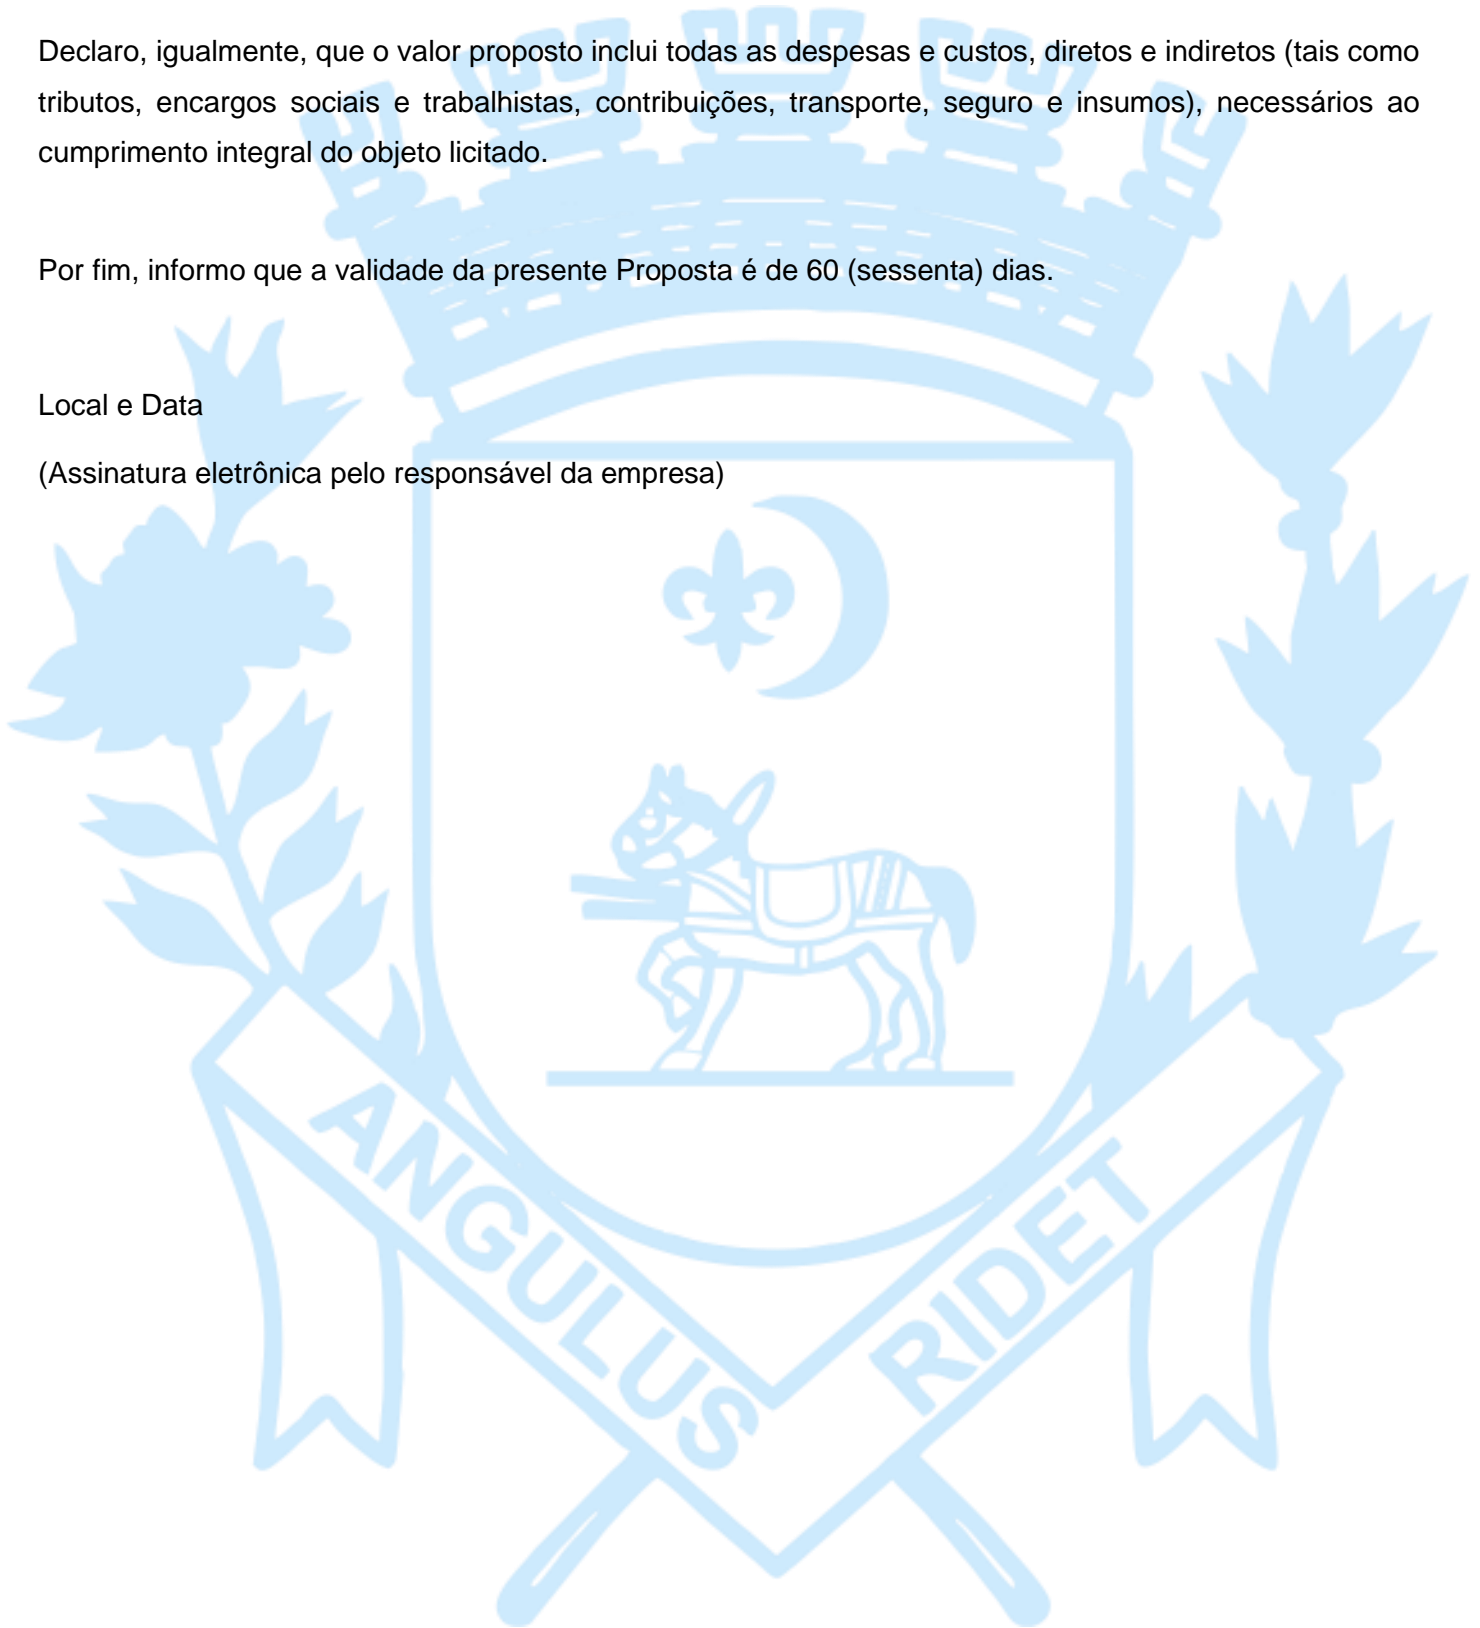 Declaro, igualmente, que o valor proposto inclui todas as despesas e custos, diretos e indiretos (tais como
tributos, encargos sociais e trabalhistas, contribuições, transporte, seguro e insumos), necessários ao
cumprimento integral do objeto licitado.
Por fim, informo que a validade da presente Proposta é de 60 (sessenta) dias.
Local e Data
(Assinatura eletrônica pelo responsável da empresa)
ANGULUS RIDET